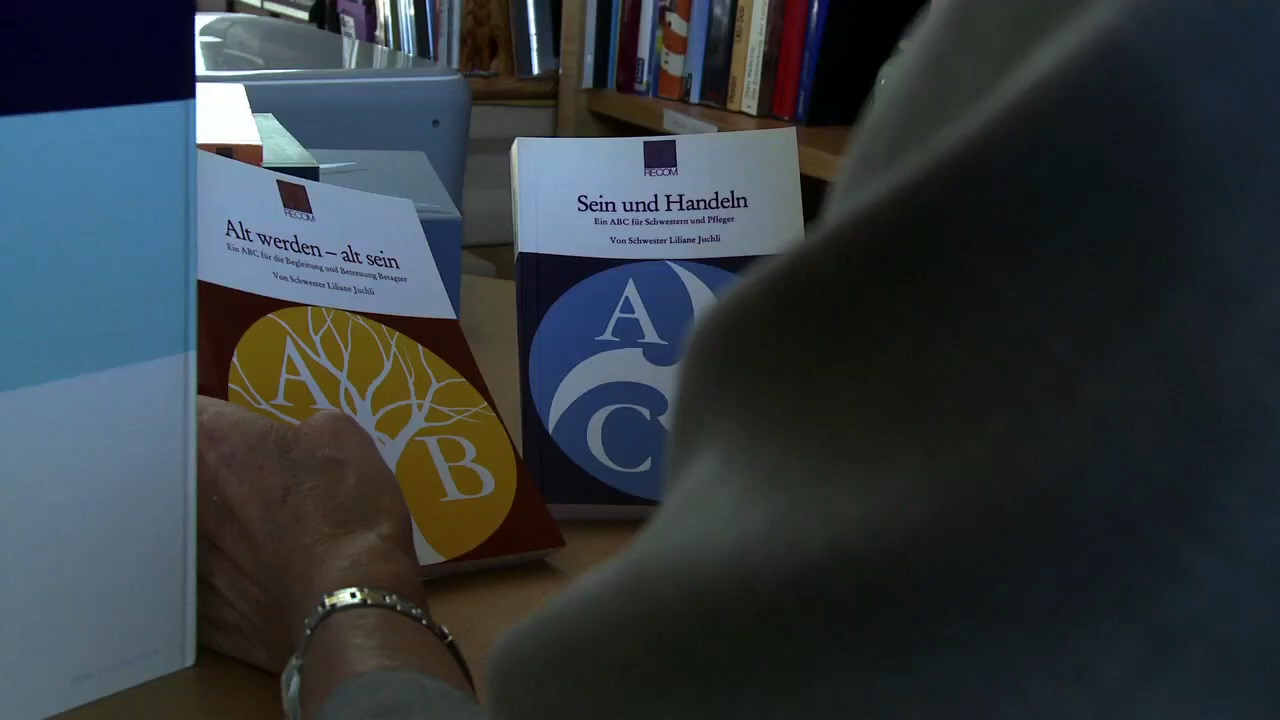 RECOM
Alt werden – alt sein
Ein ABC für die Begleitung und Betreuung Betagter
Von Schwester Liliane Juchli
A
B
RECOM
Sein und Handeln
Ein ABC für Schwestern und Pfleger
Von Schwester Liliane Juchli
A
C